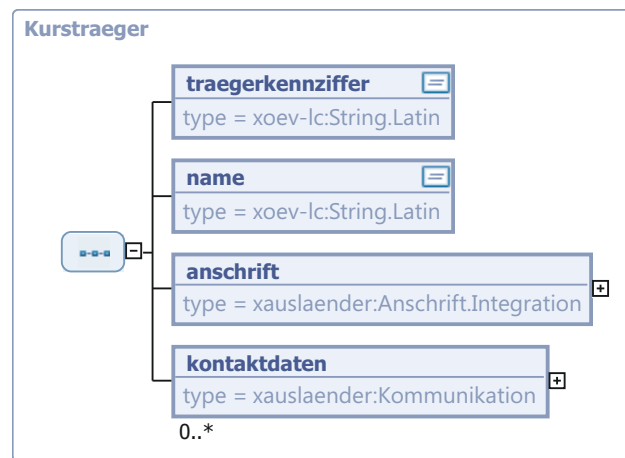 Kurstraeger
traegerkennziffer
type = xoev-lc:String.Latin
name
type = xoev-lc:String.Latin
anschrift
type = xauslaender:Anschrift.Integration
kontaktdaten
type = xauslaender:Kommunikation
0..*